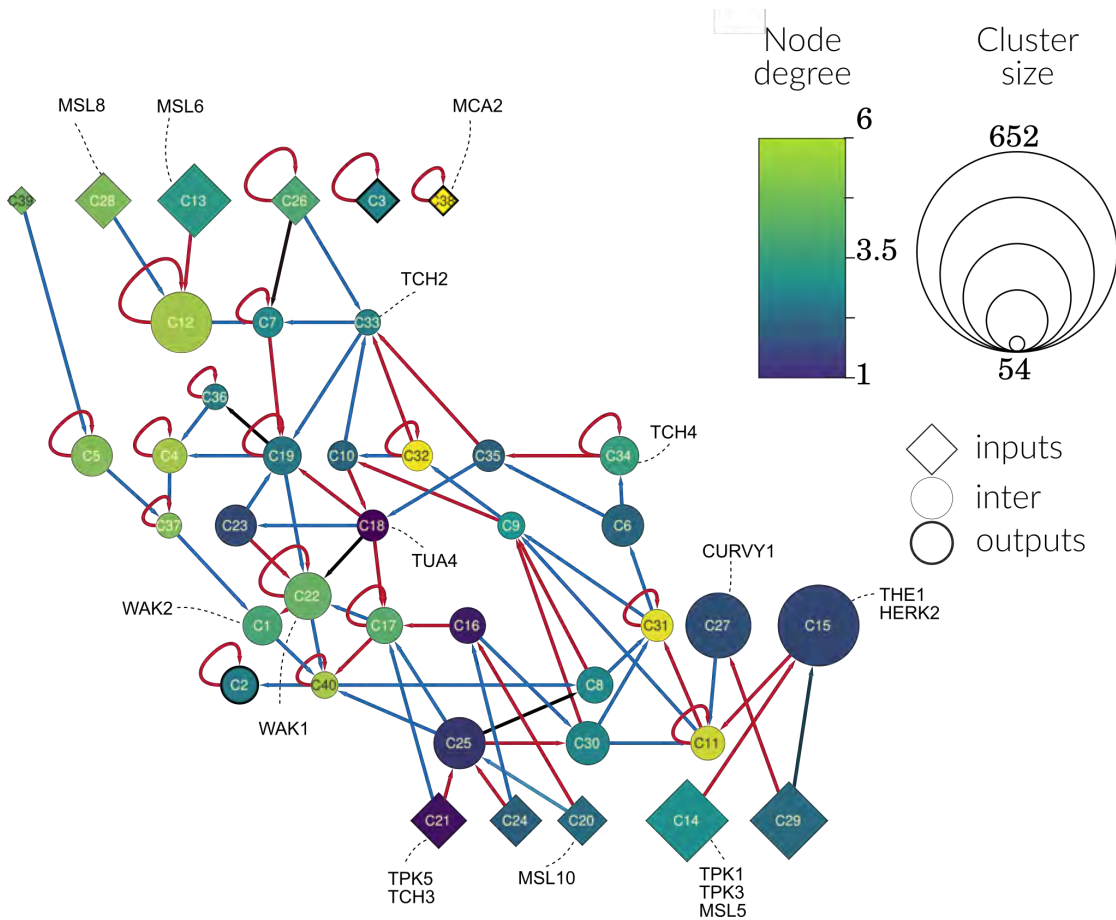 Node
degree
Cluster
size
6
3.5
1
652
54
inputs
inter
outputs
MSL8
MSL6
MCA2
C39
C28
C13
C26
C3
C38
TCH2
C12
C7
C33
C36
C5
C4
C19
C10
C32
C35
C34
TCH4
C37
C23
C18
C9
C6
TUA4
CURVY1
WAK2
C22
C1
C17
C16
C31
C27
C15
THE1
HERK2
C2
C40
C8
WAK1
C25
C30
C11
C21
C24
C20
C14
C29
TPK5
TCH3
MSL10
TPK1
TPK3
MSL5